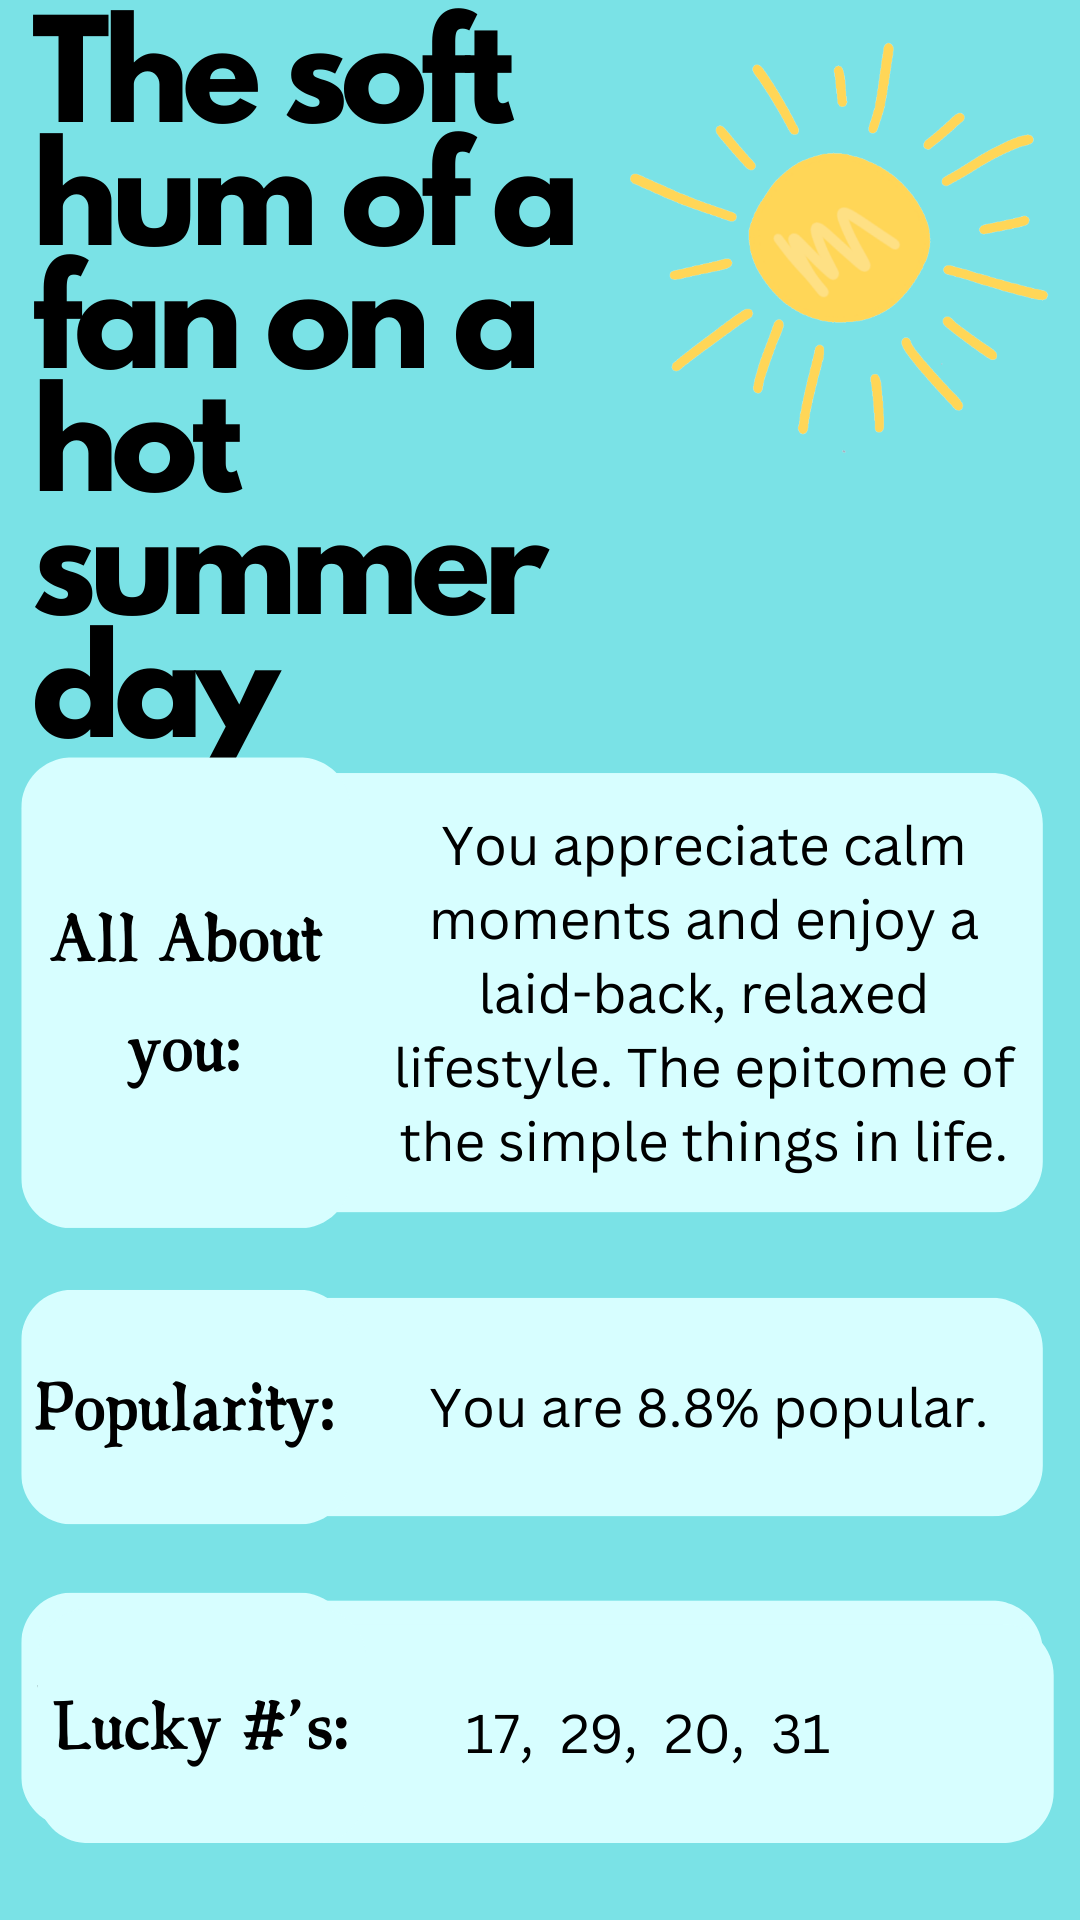 The soft
hum of a
fan on a
hot
summer
day
All About
you:
You appreciate calm
moments and enjoy a
laid-back, relaxed
lifestyle. The epitome of
the simple things in life.
Popularity:
You are 8.8% popular.
Lucky #'s:
17, 29, 20, 31